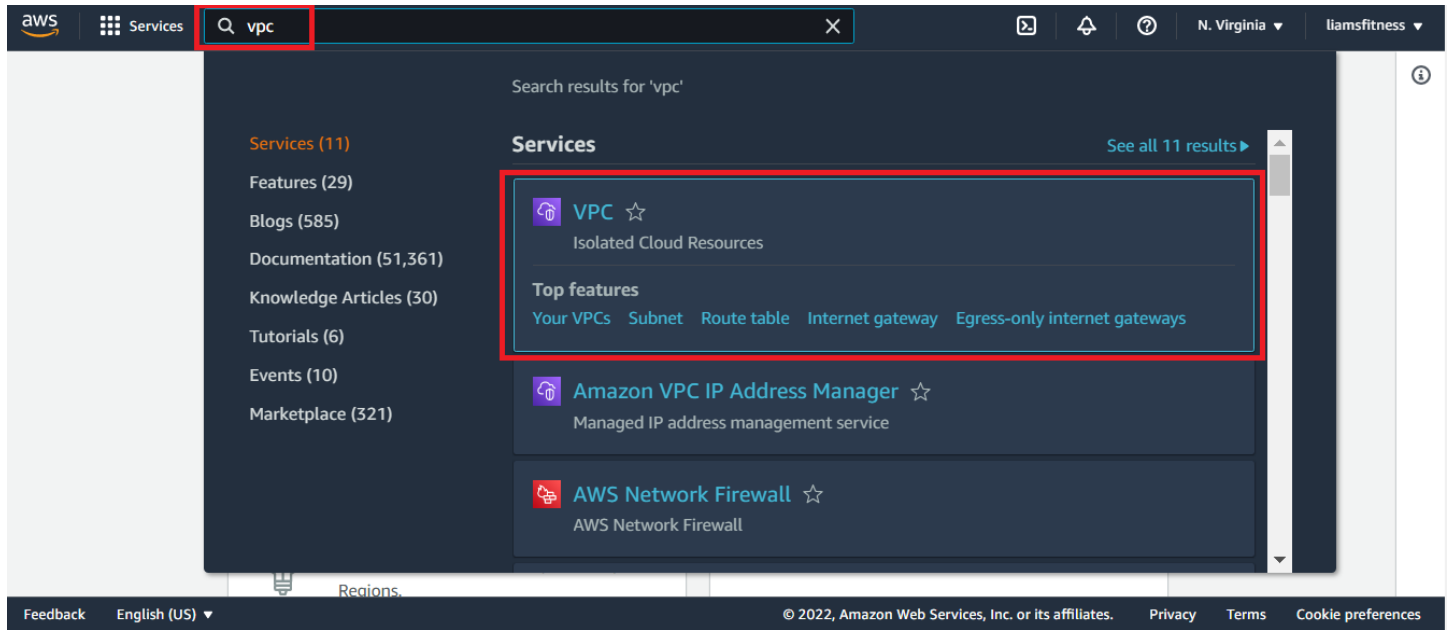 aws Services vpc N. Virginia liamsfitness
Search results for 'vpc'
Services (11)
Features (29)
Blogs (585)
Documentation (51,361)
Knowledge Articles (30)
Tutorials (6)
Events (10)
Marketplace (321)
Services See all 11 results
VPC
Isolated Cloud Resources
Top features
Your VPCs Subnet Route table Internet gateway Egress-only internet gateways
Amazon VPC IP Address Manager
Managed IP address management service
AWS Network Firewall
AWS Network Firewall
Regions.
Feedback English (US) © 2022, Amazon Web Services, Inc. or its affiliates. Privacy Terms Cookie preferences